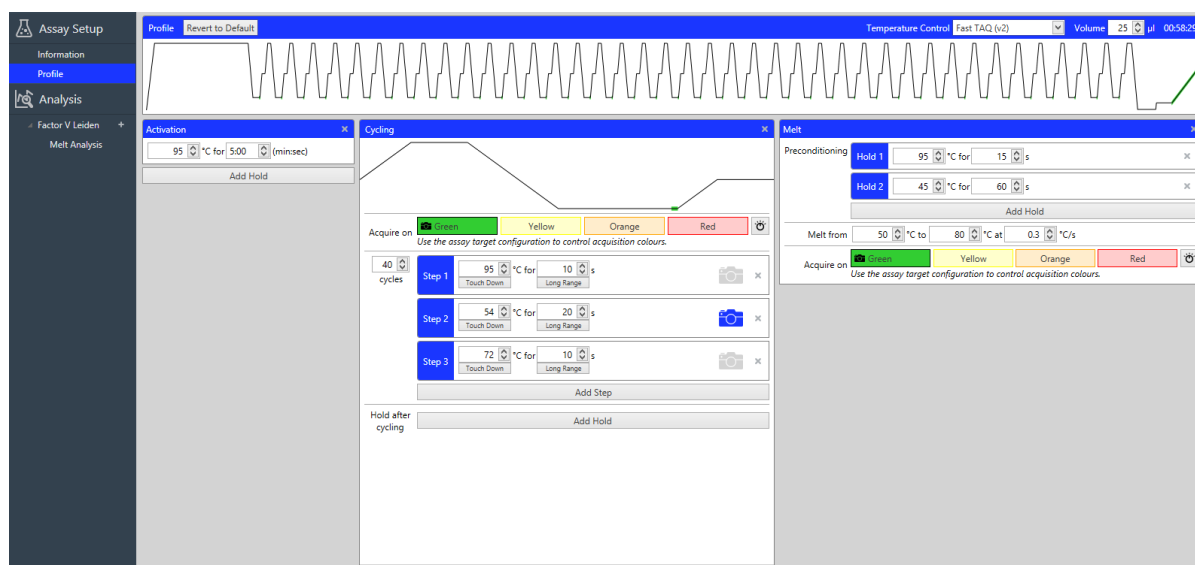 Assay Setup
Information
Profile
Analysis
Factor V Leiden +
Melt Analysis
Profile Revert to Default Temperature Control Fast TAQ (v2) Volume 25 µl 00:58:29
Activation ×
95 °C for 5:00 (min:sec)
Add Hold
Cycling ×
Acquire on Green Yellow Orange Red
Use the assay target configuration to control acquisition colours.
40 cycles
Step 1 95 °C for 10 s ×
Touch Down Long Range
Step 2 54 °C for 20 s ×
Touch Down Long Range
Step 3 72 °C for 10 s ×
Touch Down Long Range
Add Step
Hold after cycling Add Hold
Melt ×
Preconditioning Hold 1 95 °C for 15 s ×
Hold 2 45 °C for 60 s ×
Add Hold
Melt from 50 °C to 80 °C at 0.3 °C/s
Acquire on Green Yellow Orange Red
Use the assay target configuration to control acquisition colours.